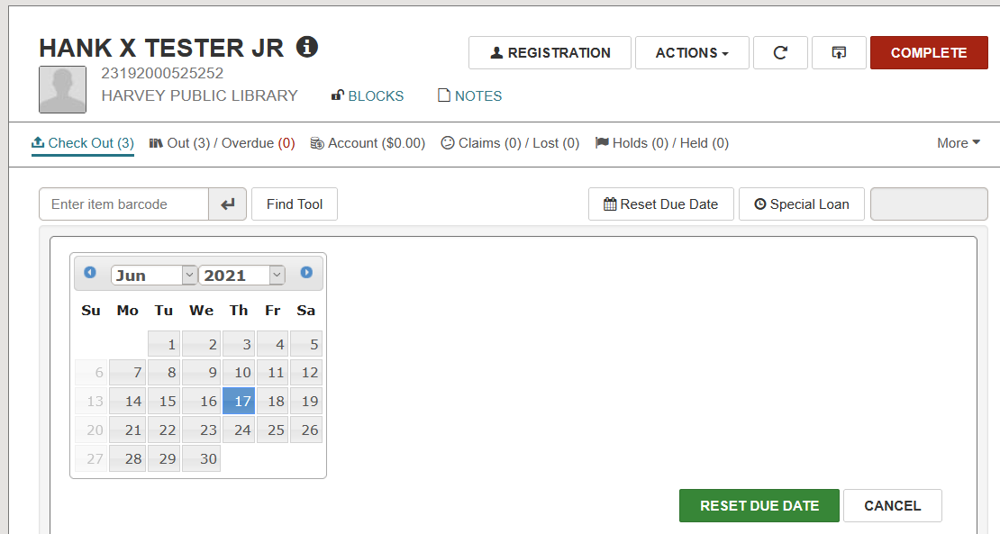 HANK X TESTER JR
23192000525252
HARVEY PUBLIC LIBRARY
BLOCKS
NOTES
REGISTRATION
ACTIONS
COMPLETE
Check Out (3) Out (3) / Overdue (0) Account ($0.00) Claims (0) / Lost (0) Holds (0) / Held (0) More
Enter item barcode Find Tool Reset Due Date Special Loan
Jun 2021
Su Mo Tu We Th Fr Sa
1 2 3 4 5
6 7 8 9 10 11 12
13 14 15 16 17 18 19
20 21 22 23 24 25 26
27 28 29 30
RESET DUE DATE CANCEL